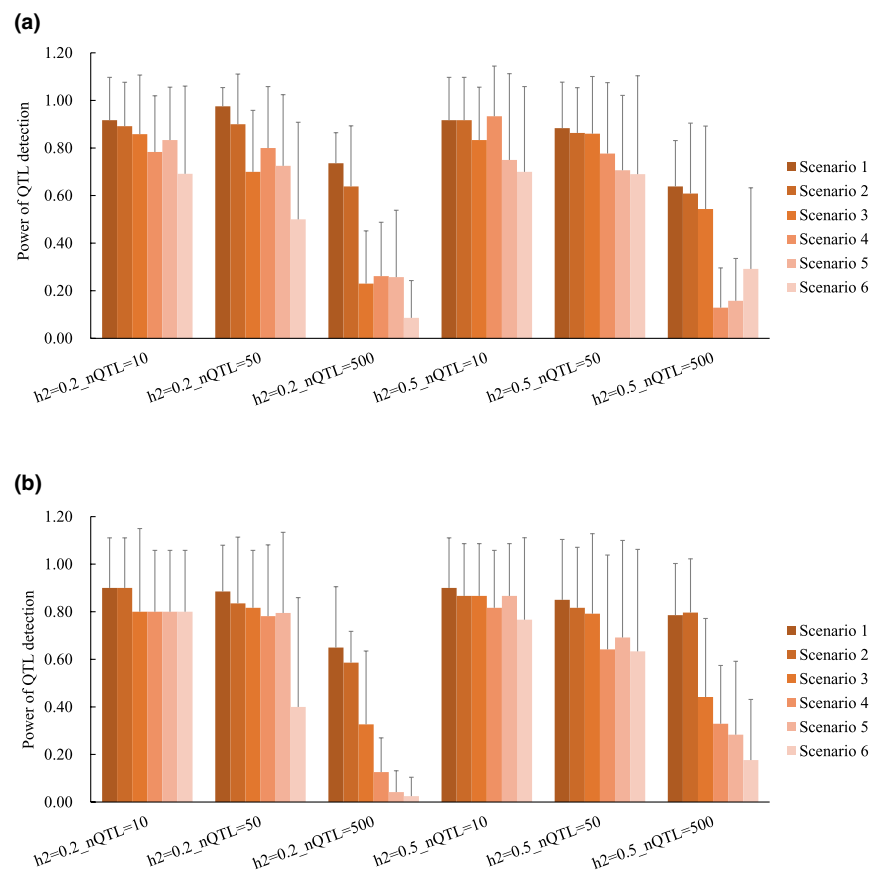 (a)
1.20
1.00
0.80
0.60
0.40
0.20
0.00
Power of QTL detection
h2=0.2_nQTL=10
h2=0.2_nQTL=50
h2=0.2_nQTL=500
h2=0.5_nQTL=10
h2=0.5_nQTL=50
h2=0.5_nQTL=500
Scenario 1
Scenario 2
Scenario 3
Scenario 4
Scenario 5
Scenario 6
(b)
1.20
1.00
0.80
0.60
0.40
0.20
0.00
Power of QTL detection
h2=0.2_nQTL=10
h2=0.2_nQTL=50
h2=0.2_nQTL=500
h2=0.5_nQTL=10
h2=0.5_nQTL=50
h2=0.5_nQTL=500
Scenario 1
Scenario 2
Scenario 3
Scenario 4
Scenario 5
Scenario 6